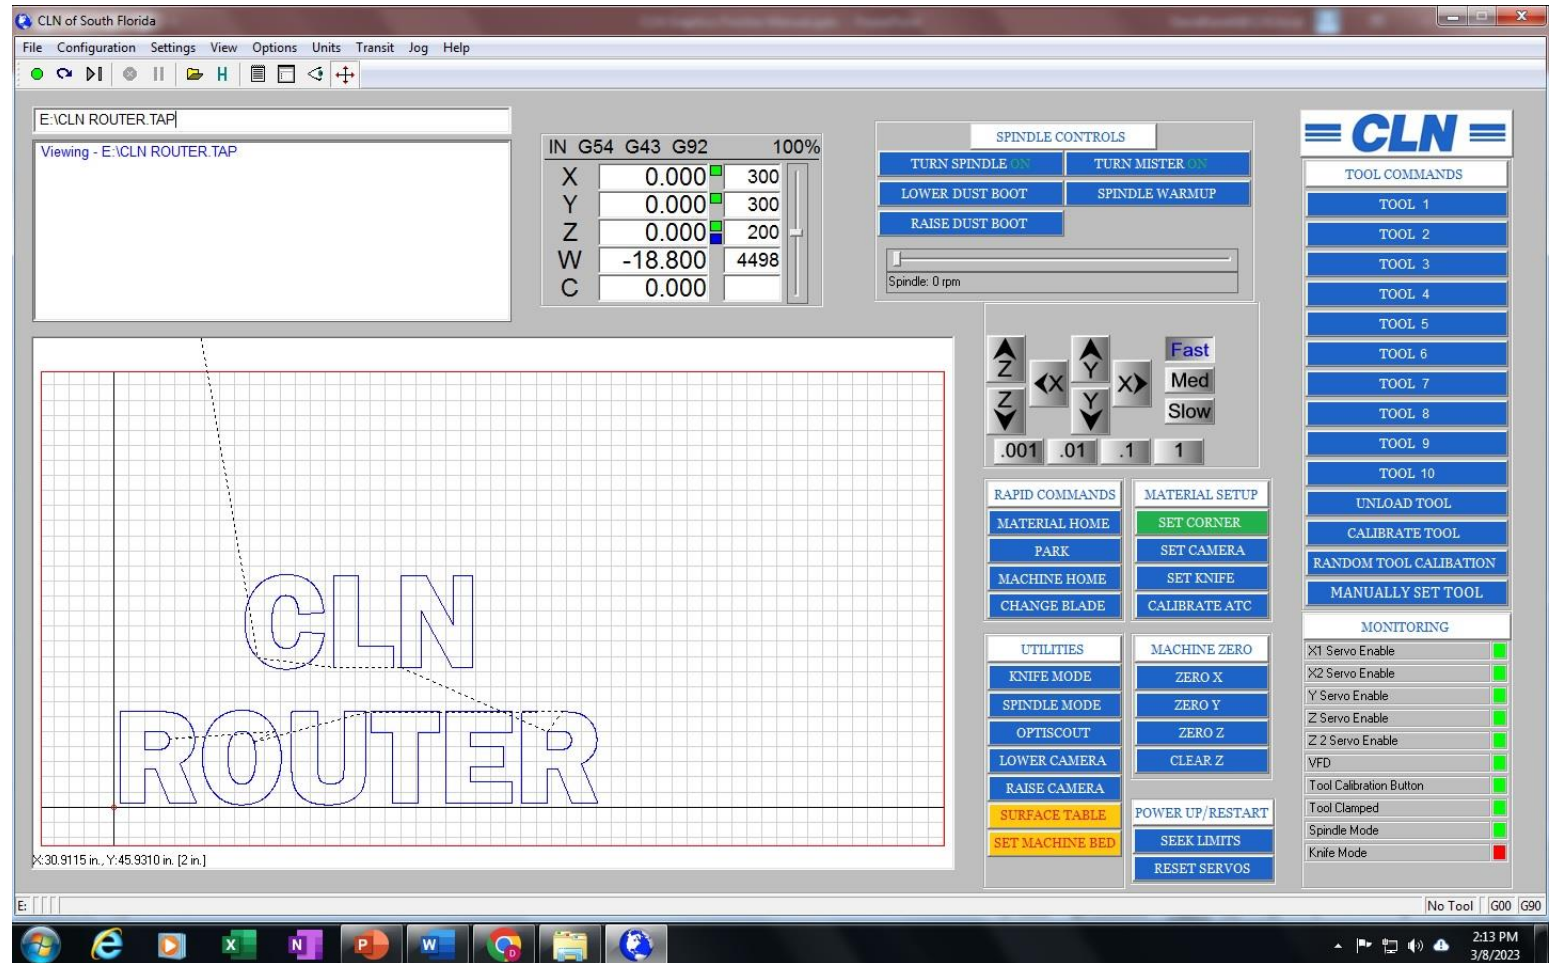 CLN of South Florida
File Configuration Settings View Options Units Transit Jog Help
H
E:\CLN ROUTER.TAP
Viewing - E:\CLN ROUTER.TAP
IN G54 G43 G92 100%
X 0.000 300
Y 0.000 300
Z 0.000 200
W -18.800 4498
C 0.000
SPINDLE CONTROLS
TURN SPINDLE ON TURN MISTER ON
LOWER DUST BOOT SPINDLE WARMUP
RAISE DUST BOOT
Spindle: 0 rpm
Z Y Fast
X X Med
Z Y Slow
.001 .01 .1 1
RAPID COMMANDS
MATERIAL HOME
PARK
MACHINE HOME
CHANGE BLADE
MATERIAL SETUP
SET CORNER
SET CAMERA
SET KNIFE
CALIBRATE ATC
UTILITIES
KNIFE MODE
SPINDLE MODE
OPTISCOUT
LOWER CAMERA
RAISE CAMERA
SURFACE TABLE
SET MACHINE BED
MACHINE ZERO
ZERO X
ZERO Y
ZERO Z
CLEAR Z
POWER UP/RESTART
SEEK LIMITS
RESET SERVOS
CLN
TOOL COMMANDS
TOOL 1
TOOL 2
TOOL 3
TOOL 4
TOOL 5
TOOL 6
TOOL 7
TOOL 8
TOOL 9
TOOL 10
UNLOAD TOOL
CALIBRATE TOOL
RANDOM TOOL CALIBATION
MANUALLY SET TOOL
MONITORING
X1 Servo Enable
X2 Servo Enable
Y Servo Enable
Z Servo Enable
Z 2 Servo Enable
VFD
Tool Calibration Button
Tool Clamped
Spindle Mode
Knife Mode
CLN
ROUTER
X:30.9115 in., Y:45.9310 in. [2 in.]
E:
No Tool G00 G90
2:13 PM
3/8/2023